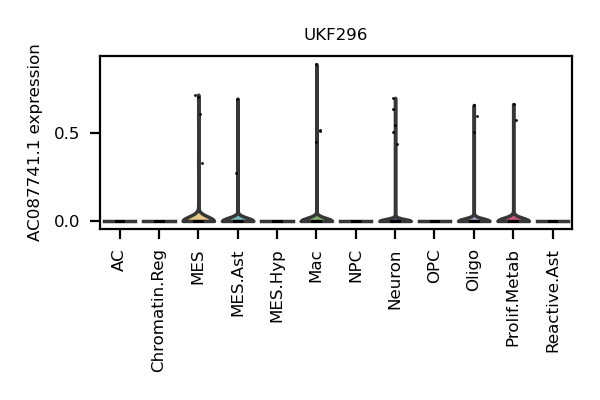 UKF296
AC087741.1 expression
0.5
0.0
AC
Chromatin.Reg
MES
MES.Ast
MES.Hyp
Mac
NPC
Neuron
OPC
Oligo
Prolif.Metab
Reactive.Ast